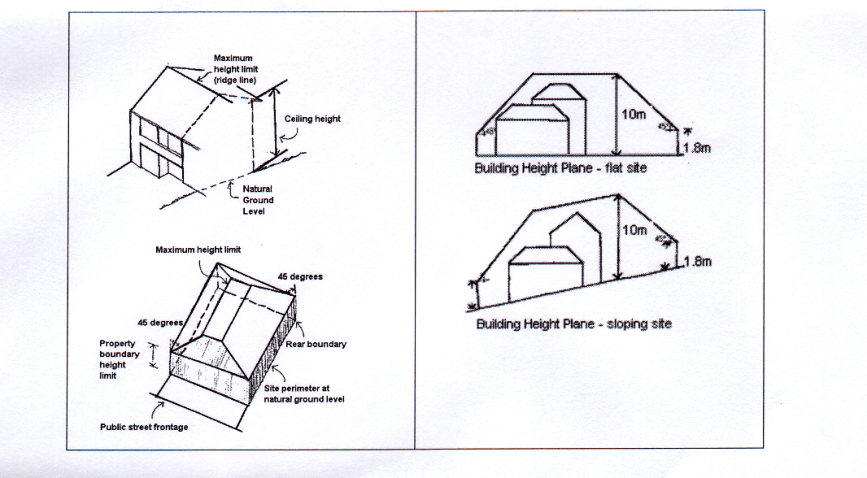 Maximum
height limit
(ridge line)
Ceiling height
Natural
Ground
Level
Maximum height limit
45 degrees
45 degrees
Property
boundary
height
limit
Rear boundary
Site perimeter at
natural ground level
Public street frontage
45°
10m
45°
1.8m
Building Height Plane - flat site
10m
45°
1.8m
Building Height Plane - sloping site